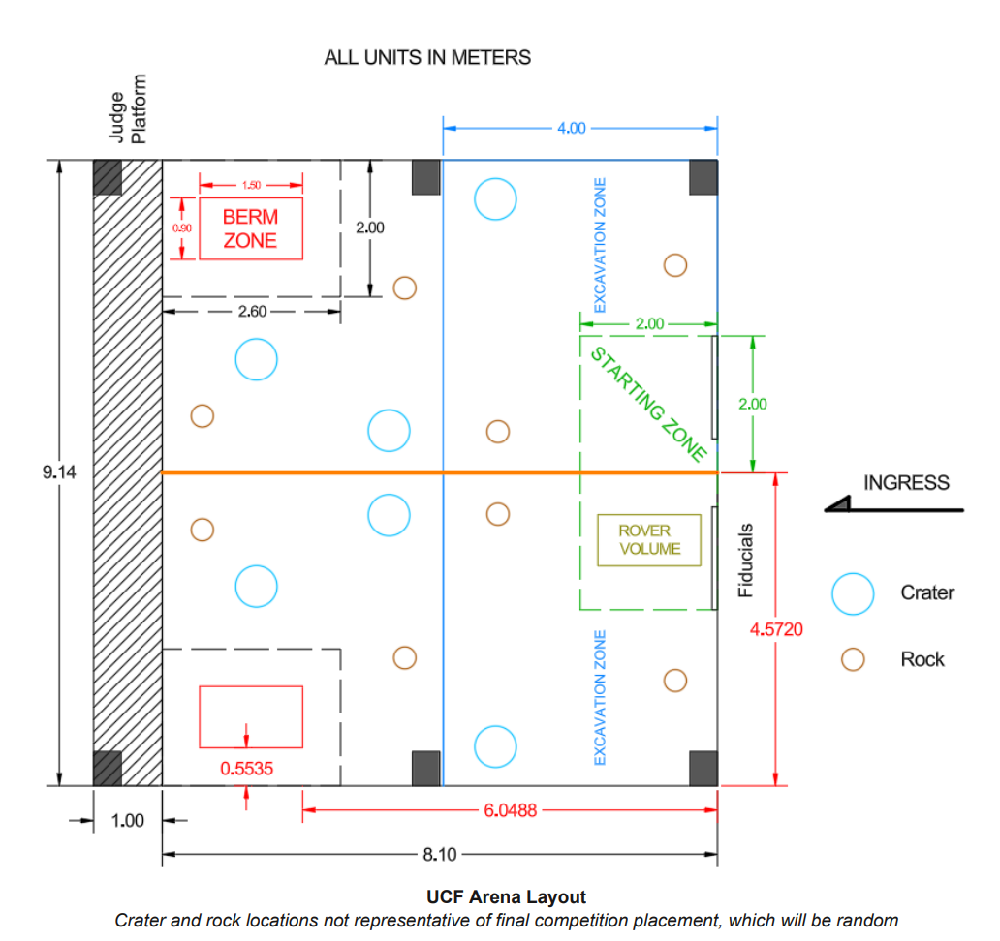 ALL UNITS IN METERS
Judge
Platform
4.00
1.50
BERM
ZONE
0.90
2.00
2.60
EXCAVATION ZONE
2.00
STARTING ZONE
2.00
9.14
INGRESS
ROVER
VOLUME
Fiducials
Crater
4.5720
Rock
EXCAVATION ZONE
0.5535
6.0488
1.00
8.10
UCF Arena Layout
Crater and rock locations not representative of final competition placement, which will be random